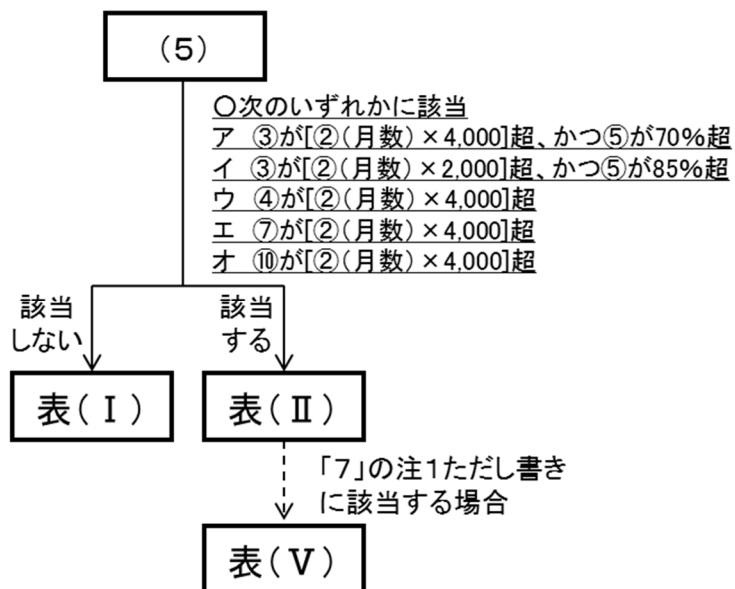 （５）
○次のいずれかに該当
ア ③が[②(月数)×4,000]超、かつ⑤が70%超
イ ③が[②(月数)×2,000]超、かつ⑤が85%超
ウ ④が[②(月数)×4,000]超
エ ⑦が[②(月数)×4,000]超
オ ⑩が[②(月数)×4,000]超
該当
しない
該当
する
表（Ⅰ）
表（Ⅱ）
「７」の注１ただし書き
に該当する場合
表（Ⅴ）